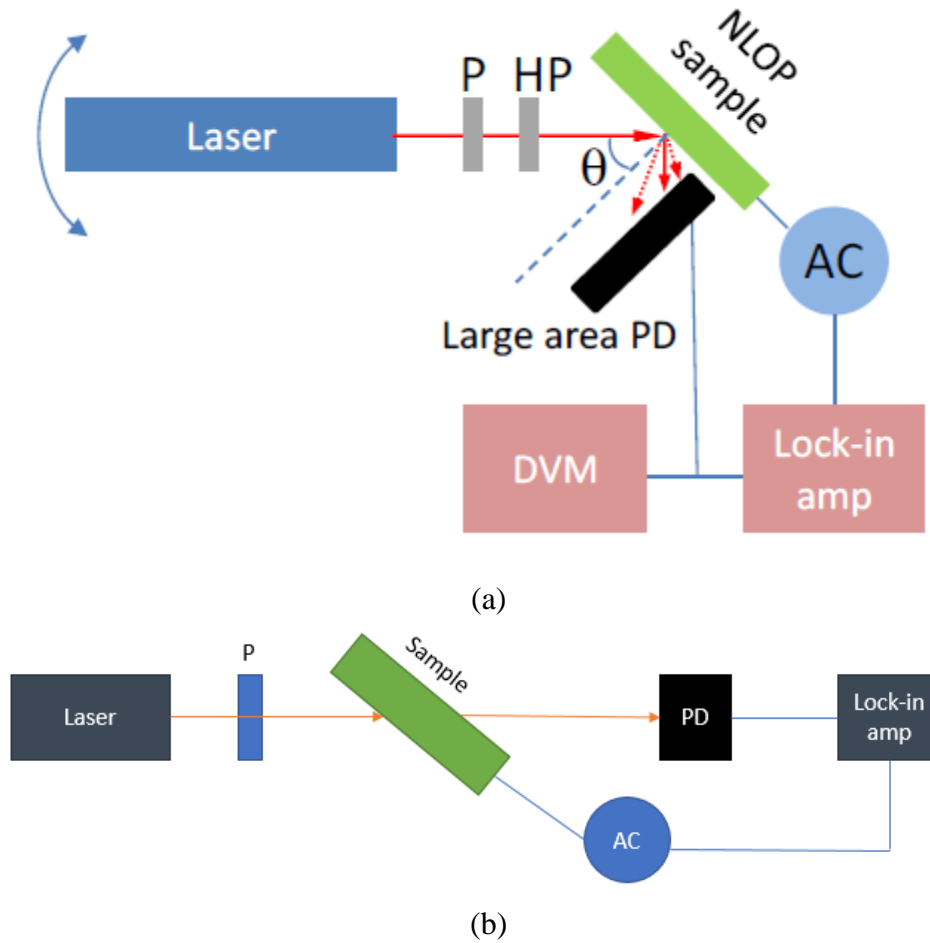 P HP
NLOP
sample
Laser
θ
AC
Large area PD
DVM
Lock-in
amp
(a)
P
Sample
Laser
PD
Lock-in
amp
AC
(b)